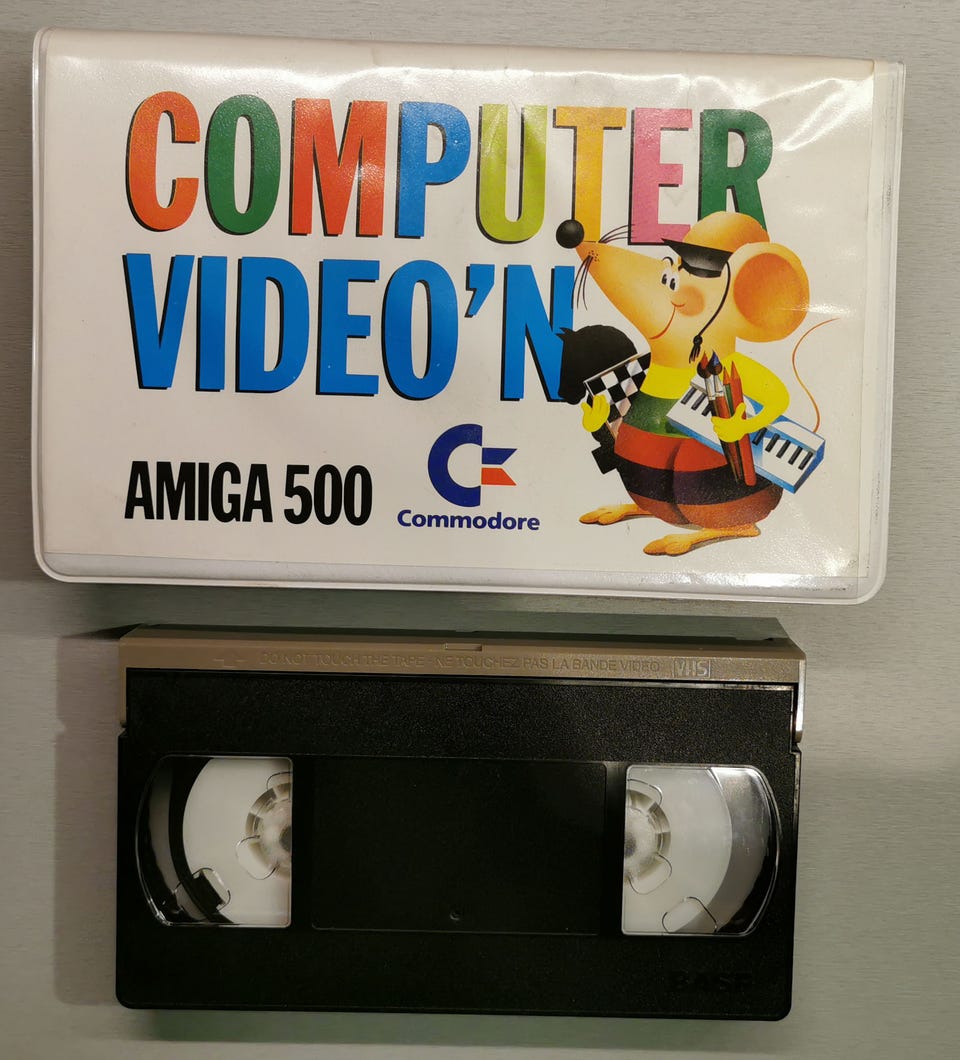 COMPUTER
VIDEO'N
AMIGA 500
Commodore
DO NOT TOUCH THE TAPE - NE TOUCHEZ PAS LA BANDE VIDEO VHS
BASF